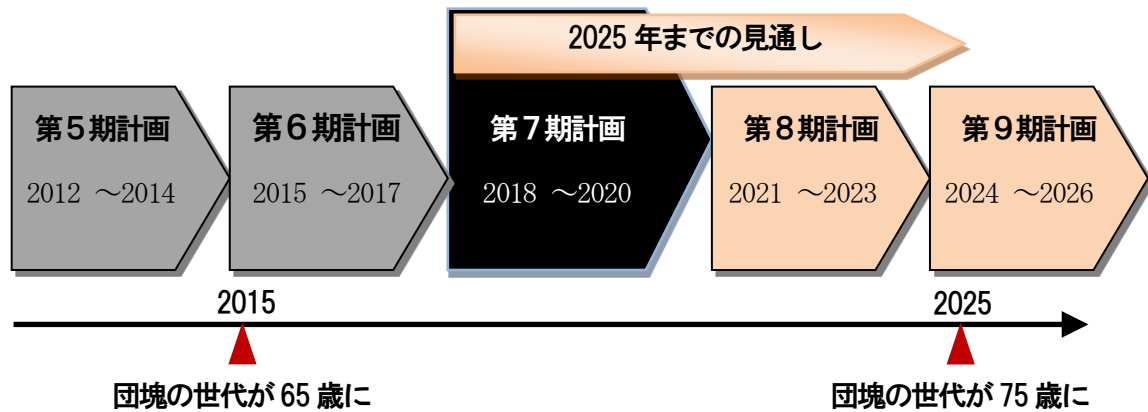 2025 年までの見通し
第5期計画
2012 ～2014
第6期計画
2015 ～2017
第7期計画
2018 ～2020
第8期計画
2021 ～2023
第9期計画
2024 ～2026
2015
2025
団塊の世代が 65 歳に
団塊の世代が 75 歳に